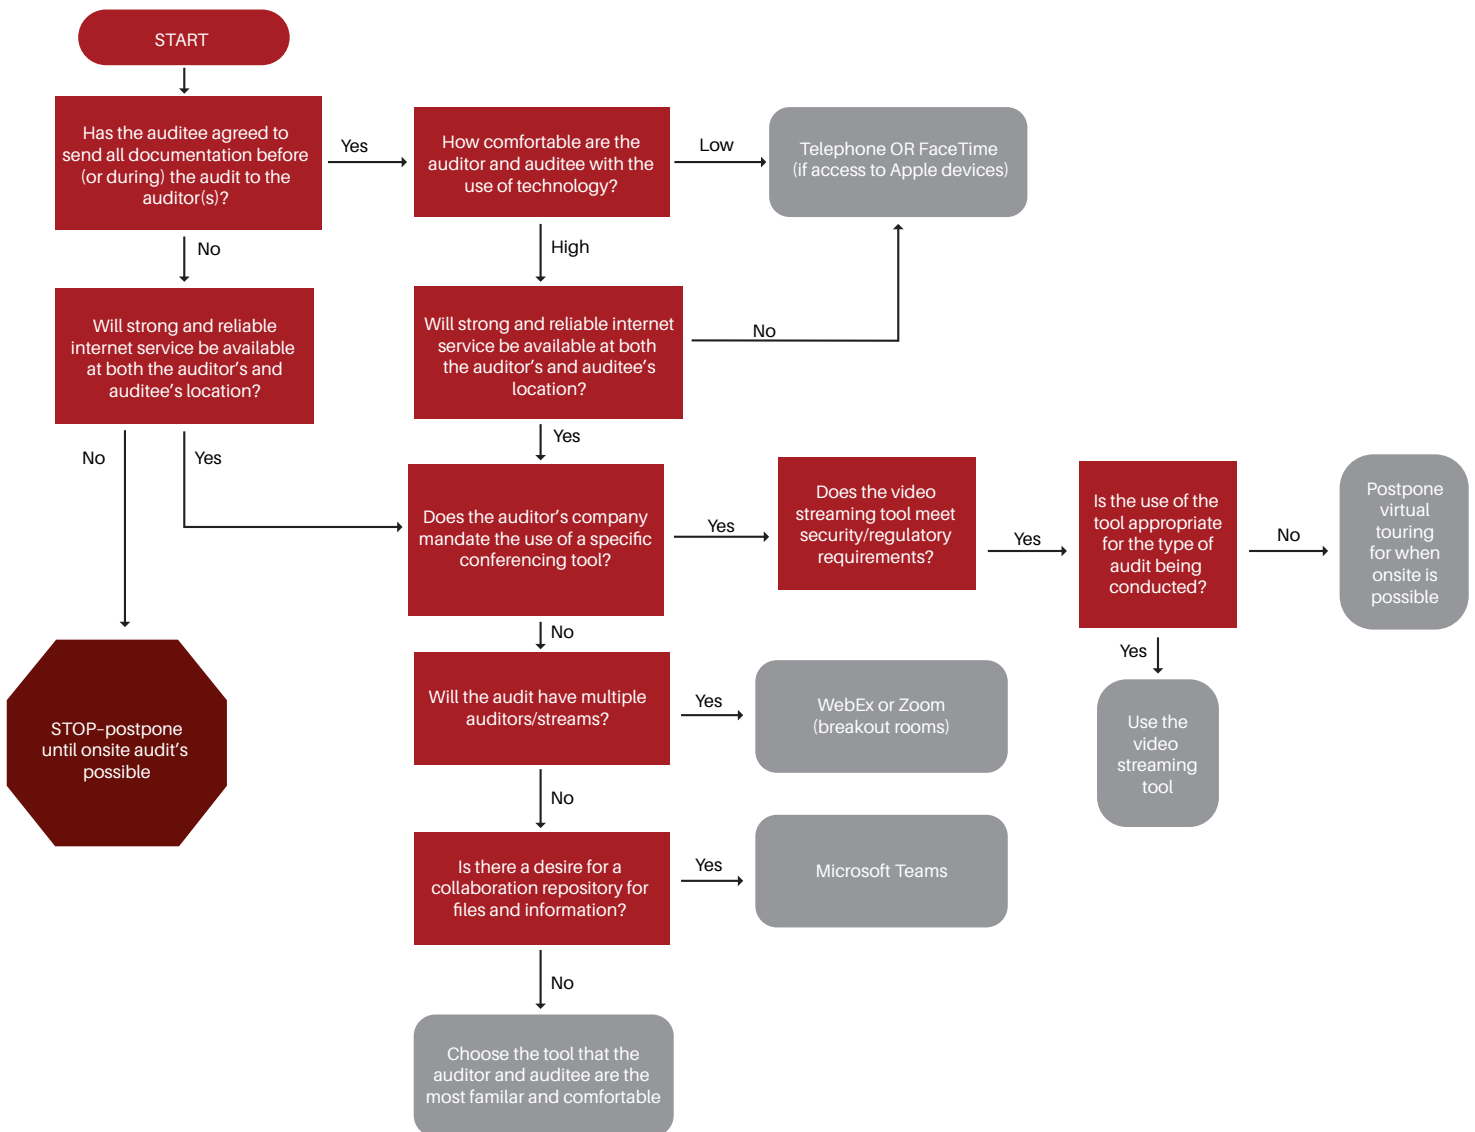 START
Has the auditee agreed to
send all documentation before
(or during) the audit to the
auditor(s)?
Yes
How comfortable are the
auditor and auditee with the
use of technology?
Low
Telephone OR FaceTime
(if access to Apple devices)
No
High
Will strong and reliable
internet service be available
at both the auditor's and
auditee's location?
Will strong and reliable internet
service be available at both
the auditor's and auditee's
location?
No
No
Yes
Yes
Does the auditor's company
mandate the use of a specific
conferencing tool?
Yes
Does the video
streaming tool meet
security/regulatory
requirements?
Yes
Is the use of the
tool appropriate
for the type of
audit being
conducted?
No
Postpone
virtual
touring
for when
onsite is
possible
No
Yes
STOP–postpone
until onsite audit's
possible
Will the audit have multiple
auditors/streams?
Yes
WebEx or Zoom
(breakout rooms)
Use the
video
streaming
tool
No
Is there a desire for a
collaboration repository for
files and information?
Yes
Microsoft Teams
No
Choose the tool that the
auditor and auditee are the
most familar and comfortable